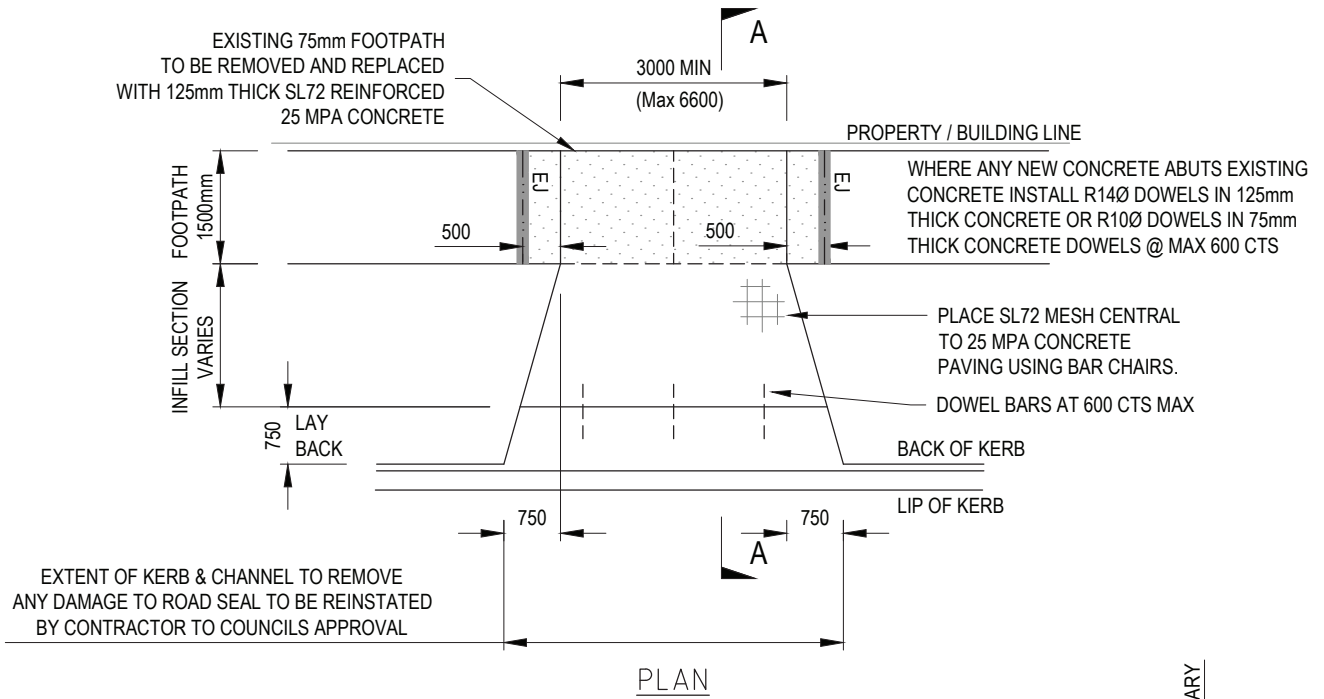 A
EXISTING 75mm FOOTPATH
TO BE REMOVED AND REPLACED
WITH 125mm THICK SL72 REINFORCED
25 MPA CONCRETE
3000 MIN
(Max 6600)
PROPERTY / BUILDING LINE
FOOTPATH
1500mm
EJ
EJ
500
500
WHERE ANY NEW CONCRETE ABUTS EXISTING
CONCRETE INSTALL R14Ø DOWELS IN 125mm
THICK CONCRETE OR R10Ø DOWELS IN 75mm
THICK CONCRETE DOWELS @ MAX 600 CTS
INFILL SECTION
VARIES
PLACE SL72 MESH CENTRAL
TO 25 MPA CONCRETE
PAVING USING BAR CHAIRS.
DOWEL BARS AT 600 CTS MAX
750
LAY
BACK
BACK OF KERB
LIP OF KERB
750
750
A
EXTENT OF KERB & CHANNEL TO REMOVE
ANY DAMAGE TO ROAD SEAL TO BE REINSTATED
BY CONTRACTOR TO COUNCILS APPROVAL
PLAN
ARY